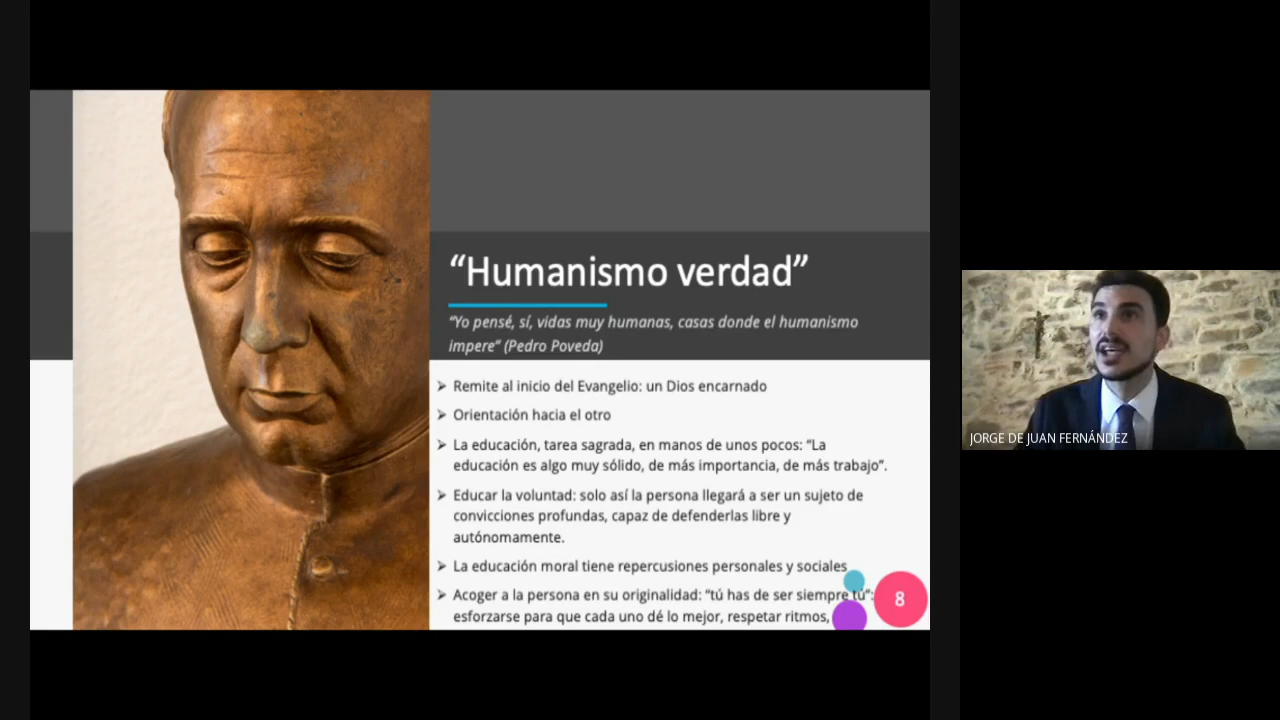 “Humanismo verdad”
“Yo pensé, sí, vidas muy humanas, casas donde el humanismo
impere” (Pedro Poveda)
Remite al inicio del Evangelio: un Dios encarnado
Orientación hacia el otro
La educación, tarea sagrada, en manos de unos pocos: “La
educación es algo muy sólido, de más importancia, de más trabajo”.
Educar la voluntad: solo así la persona llegará a ser un sujeto de
convicciones profundas, capaz de defenderlas libre y
autónomamente.
La educación moral tiene repercusiones personales y sociales
Acoger a la persona en su originalidad: “tú has de ser siempre tú”:
esforzarse para que cada uno dé lo mejor, respetar ritmos,
8
JORGE DE JUAN FERNÁNDEZ